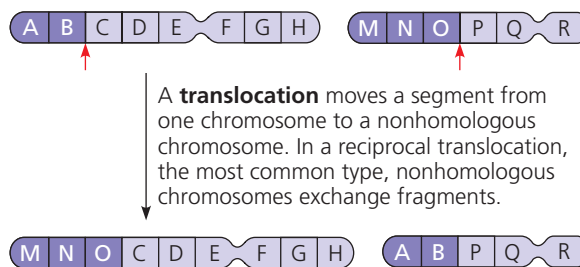 A B C D E F G H M N O P Q R
A translocation moves a segment from
one chromosome to a nonhomologous
chromosome. In a reciprocal translocation,
the most common type, nonhomologous
chromosomes exchange fragments.
M N O C D E F G H A B P Q R